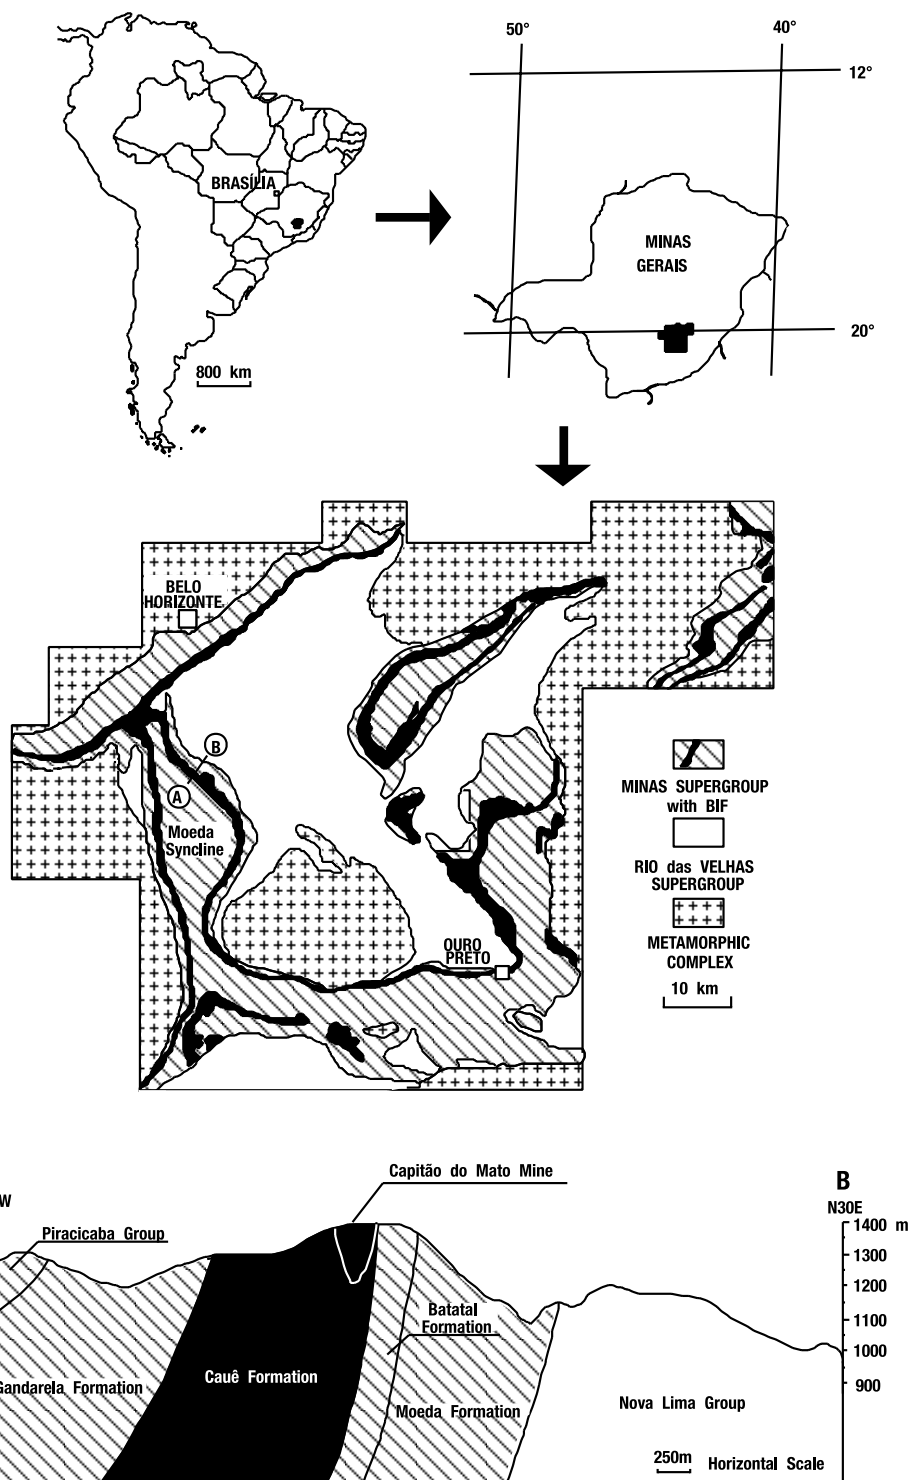 50°
40°
12°
BRASÍLIA
MINAS
GERAIS
20°
800 km
BELO
HORIZONTE
B
A
Moeda
Syncline
MINAS SUPERGROUP
with BIF
RIO das VELHAS
SUPERGROUP
OURO
PRETO
METAMORPHIC
COMPLEX
10 km
Capitão do Mato Mine
B
W
N30E
Piracicaba Group
1400 m
1300
1200
Batatal
Formation
1100
1000
Cauê Formation
900
Gandarela Formation
Moeda Formation
Nova Lima Group
250m Horizontal Scale